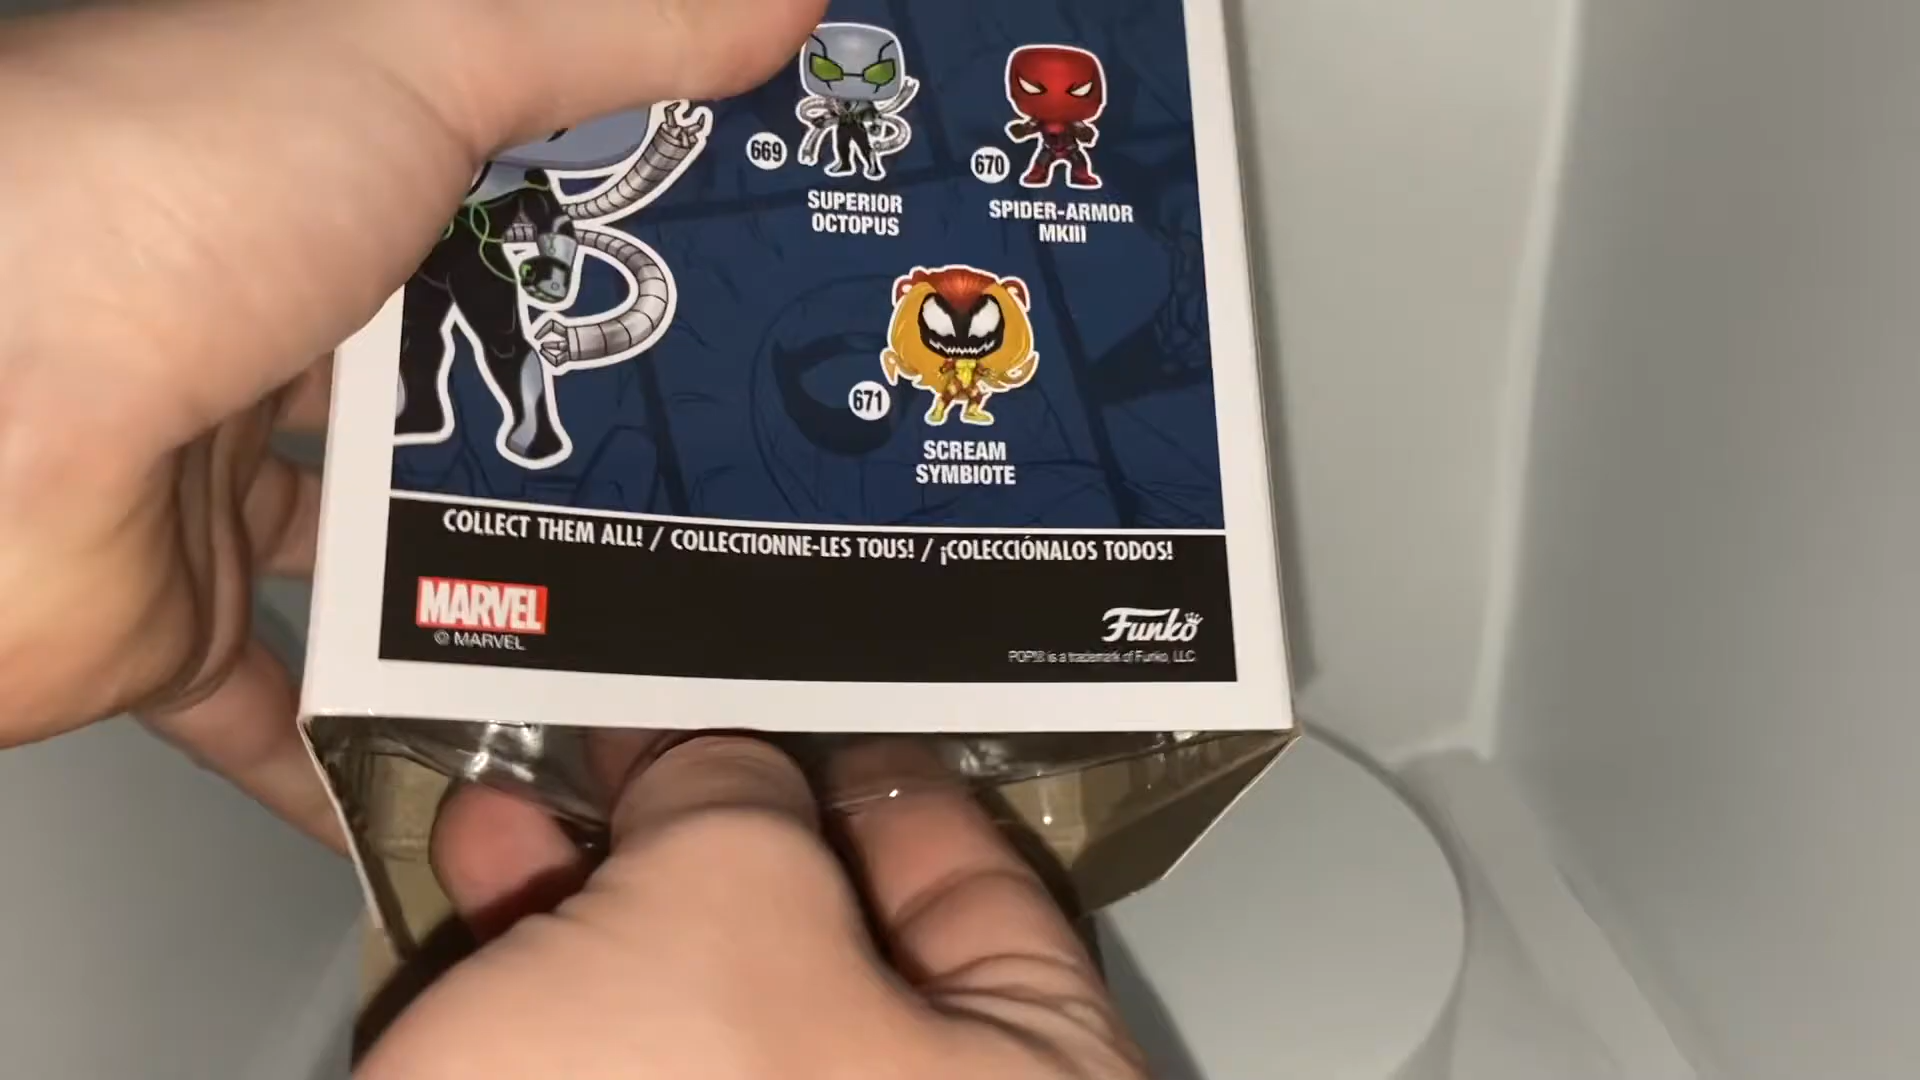 669
SUPERIOR
OCTOPUS
670
SPIDER-ARMOR
MKIII
671
SCREAM
SYMBIOTE
COLLECT THEM ALL! / COLLECTIONNE-LES TOUS! / ¡COLECCIÓNALOS TODOS!
MARVEL
© MARVEL
Funko
POP!® is a trademark of Funko, LLC